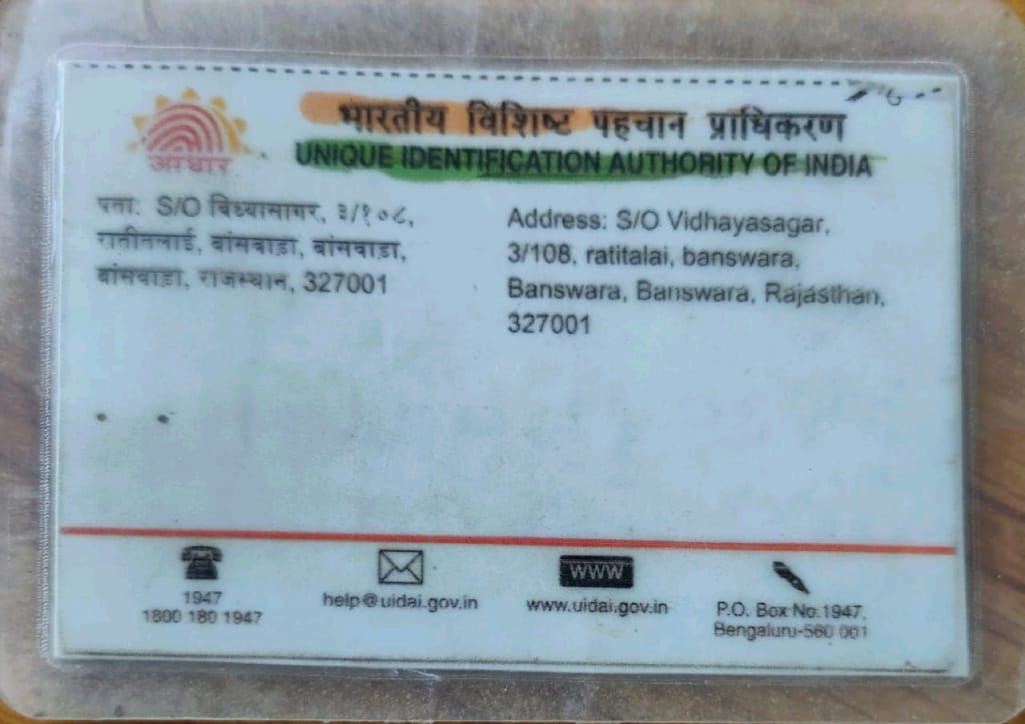 भारतीय विशिष्ट पहचान प्राधिकरण
UNIQUE IDENTIFICATION AUTHORITY OF INDIA
आधार
पता: S/O विध्यासागर, ३/१०८,
रातीतलाई, बांसवाड़ा, बांसवाड़ा,
बांसवाड़ा, राजस्थान, 327001
Address: S/O Vidhayasagar,
3/108, ratitalai, banswara,
Banswara, Banswara, Rajasthan,
327001
1947
1800 180 1947
help@uidai.gov.in
WWW
www.uidai.gov.in
P.O. Box No.1947,
Bengaluru-560 001